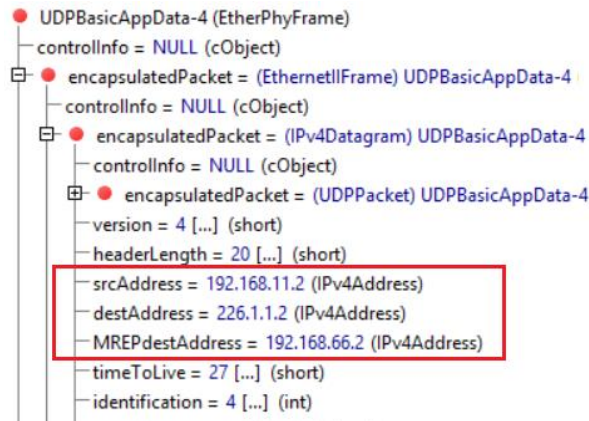 UDPBasicAppData-4 (EtherPhyFrame)
controlInfo = NULL (cObject)
encapsulatedPacket = (EthernetIIFrame) UDPBasicAppData-4
controlInfo = NULL (cObject)
encapsulatedPacket = (IPv4Datagram) UDPBasicAppData-4
controlInfo = NULL (cObject)
encapsulatedPacket = (UDPPacket) UDPBasicAppData-4
version = 4 [...] (short)
headerLength = 20 [...] (short)
srcAddress = 192.168.11.2 (IPv4Address)
destAddress = 226.1.1.2 (IPv4Address)
MREPdestAddress = 192.168.66.2 (IPv4Address)
timeToLive = 27 [...] (short)
identification = 4 [...] (int)